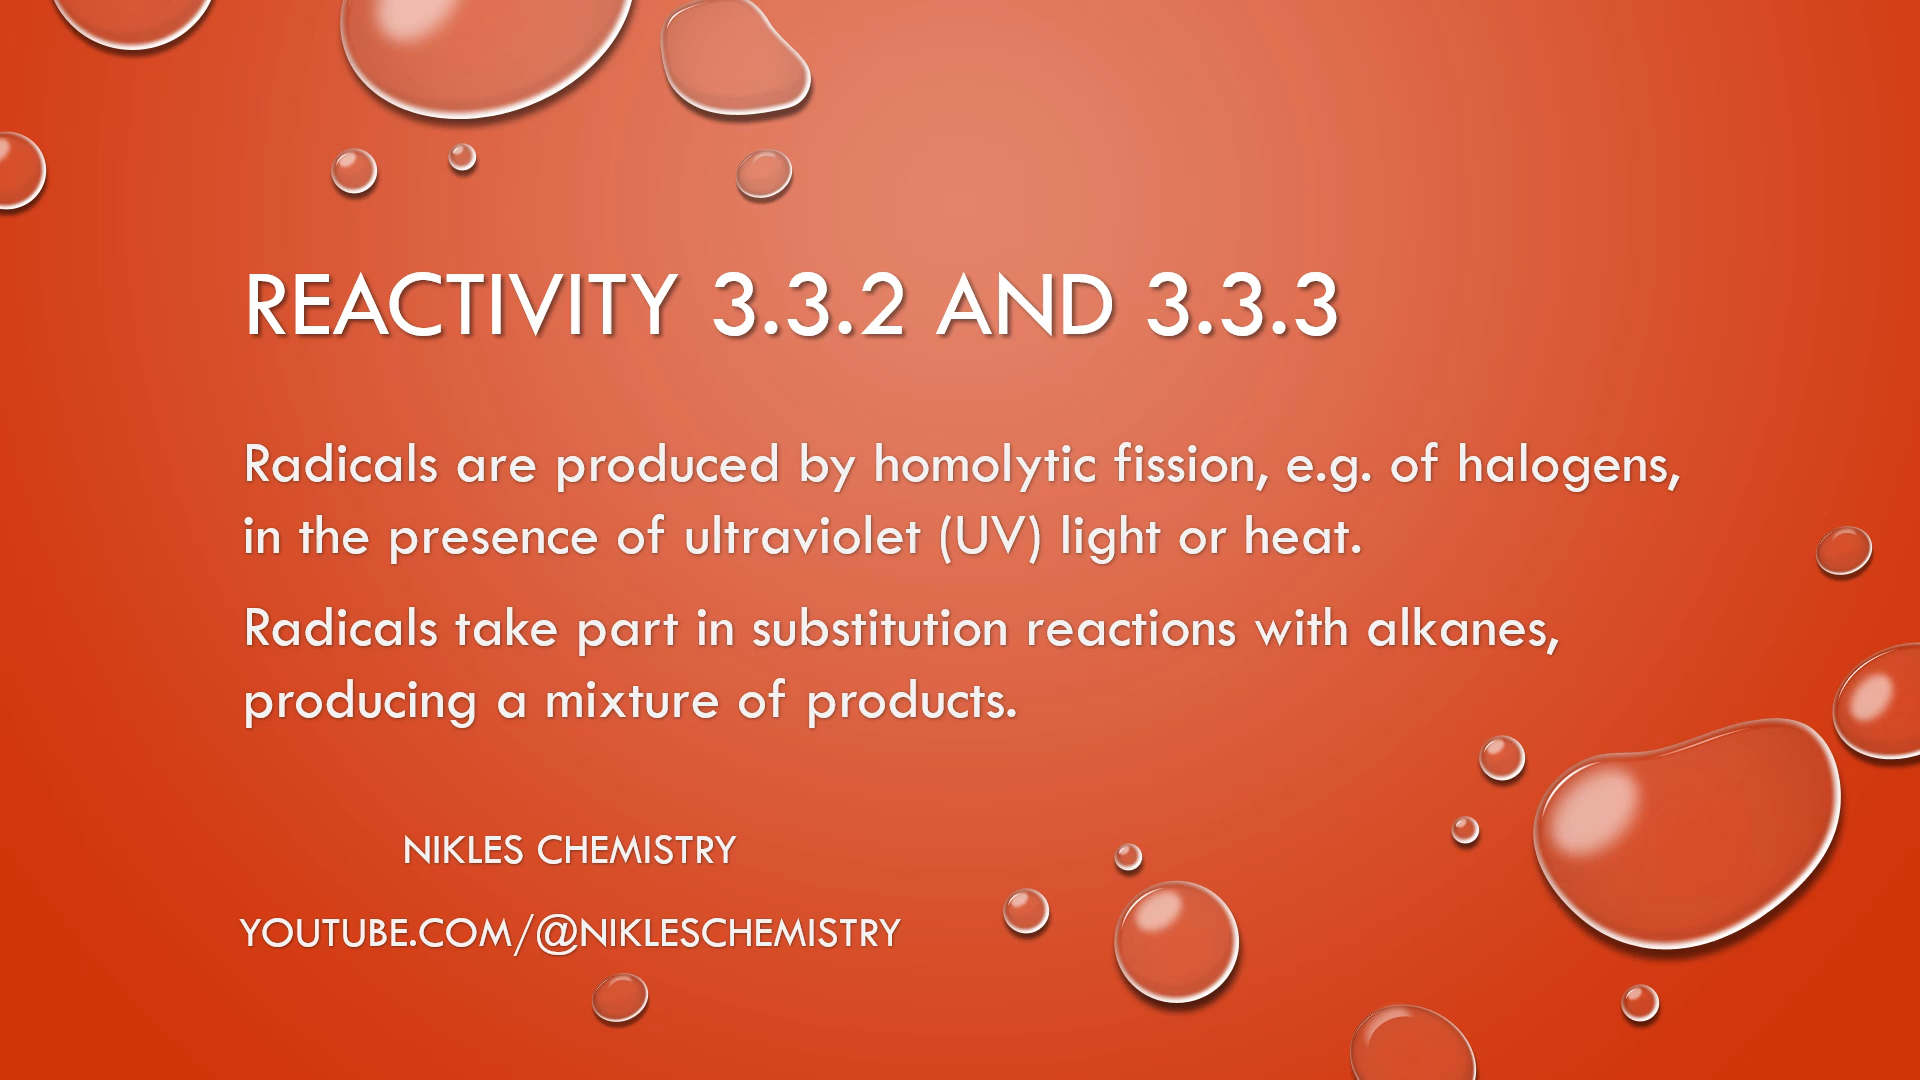 REACTIVITY 3.3.2 AND 3.3.3
Radicals are produced by homolytic fission, e.g. of halogens,
in the presence of ultraviolet (UV) light or heat.
Radicals take part in substitution reactions with alkanes,
producing a mixture of products.
NIKLES CHEMISTRY
YOUTUBE.COM/@NIKLESCHEMISTRY